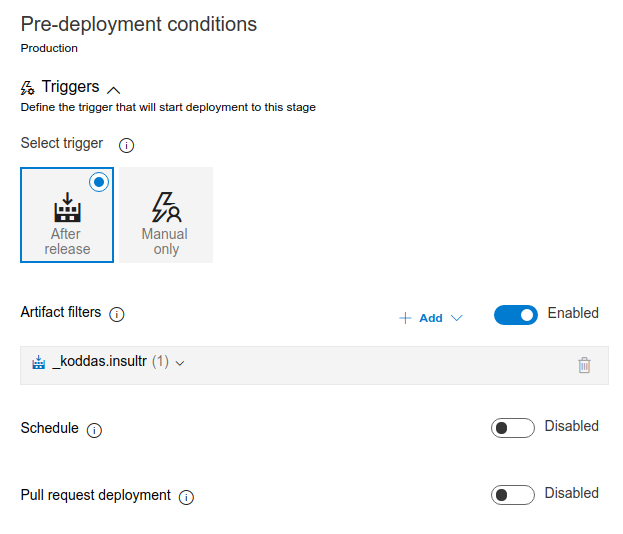 Pre-deployment conditions
Production
Triggers
Define the trigger that will start deployment to this stage
Select trigger
After
release
Manual
only
Artifact filters
Add
Enabled
_koddas.insultr (1)
Schedule
Disabled
Pull request deployment
Disabled